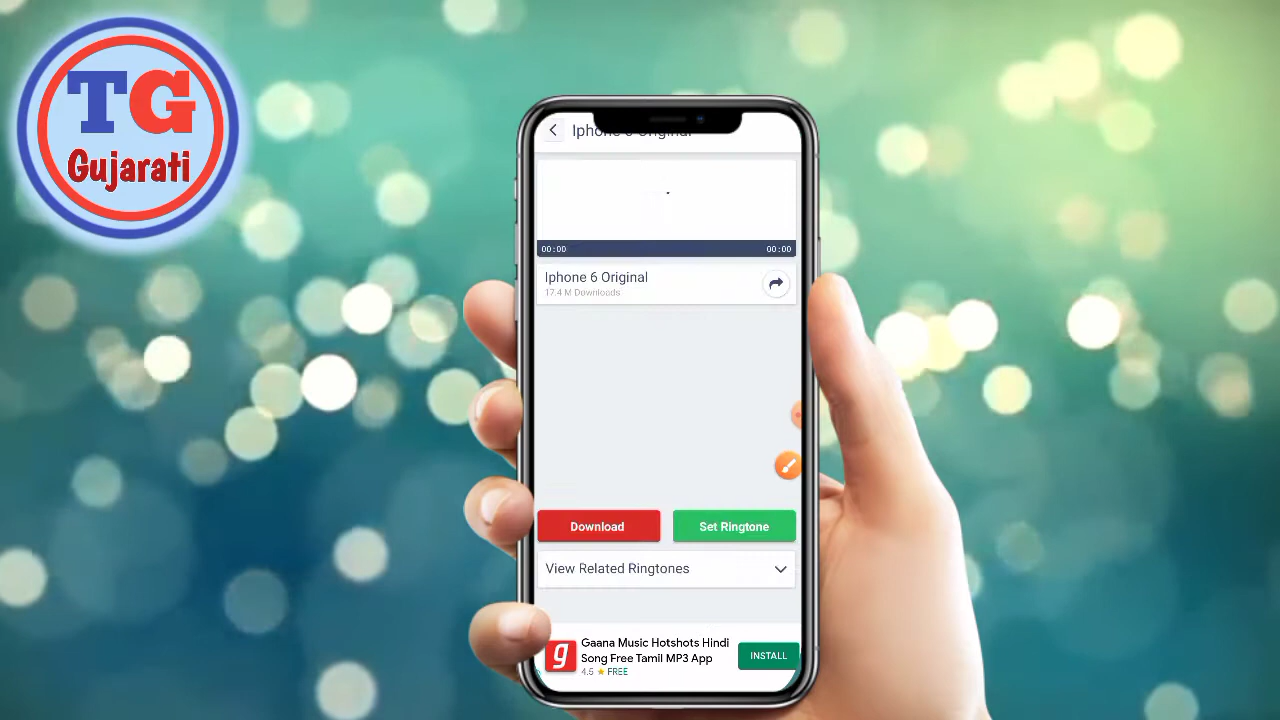 TG
Gujarati
Iphone 6 Original
00:00 00:00
Iphone 6 Original
17.4 M Downloads
Download Set Ringtone
View Related Ringtones
Gaana Music Hotshots Hindi
Song Free Tamil MP3 App
4.5 ★ FREE
INSTALL
g